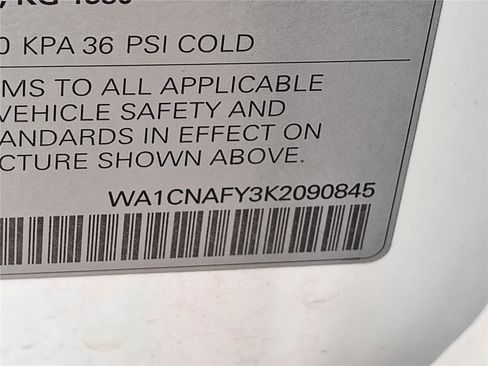 0 KPA 36 PSI COLD
MS TO ALL APPLICABLE
VEHICLE SAFETY AND
ANDARDS IN EFFECT ON
CTURE SHOWN ABOVE.
WA1CNAFY3K2090845